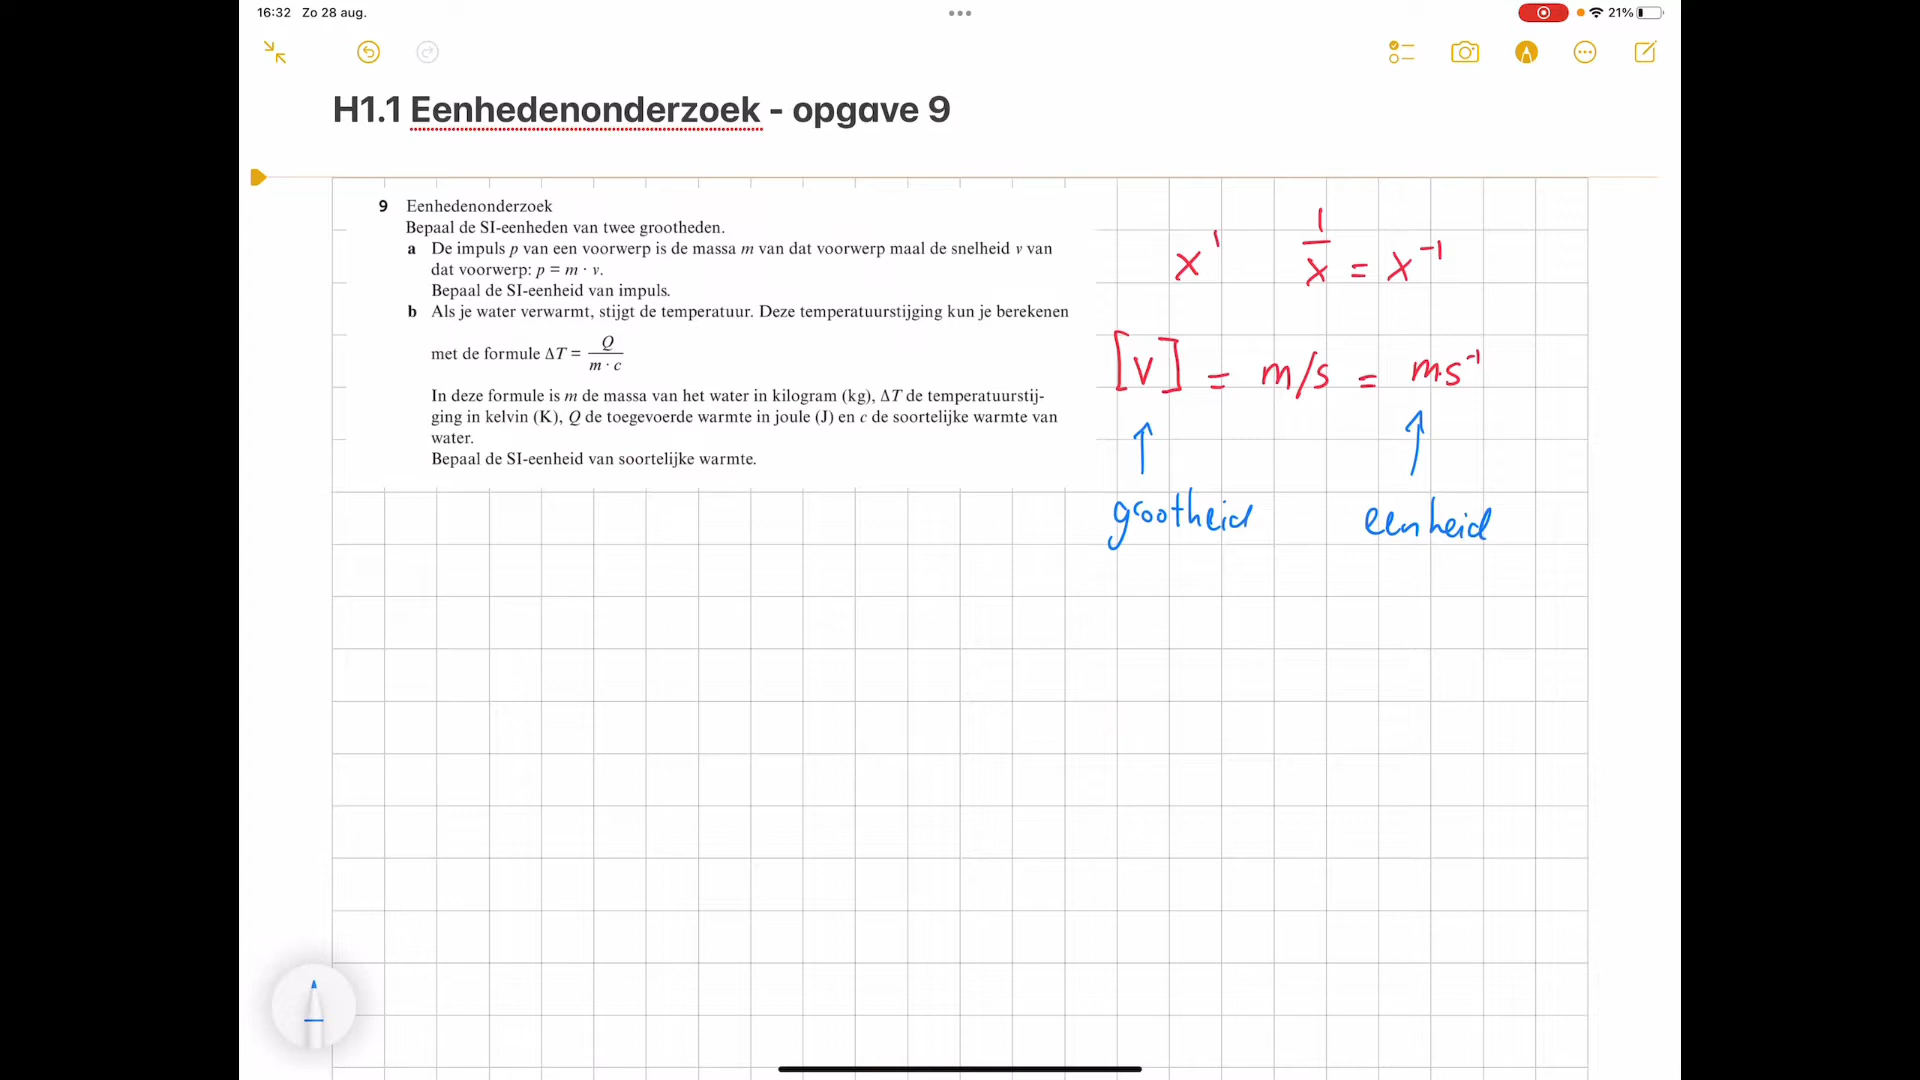 16:32 Zo 28 aug.
21%
H1.1 Eenhedenonderzoek - opgave 9
9 Eenhedenonderzoek
Bepaal de SI-eenheden van twee grootheden.
a De impuls p van een voorwerp is de massa m van dat voorwerp maal de snelheid v van
dat voorwerp: p = m · v.
Bepaal de SI-eenheid van impuls.
b Als je water verwarmt, stijgt de temperatuur. Deze temperatuurstijging kun je berekenen
met de formule ΔT = Q / (m · c)
In deze formule is m de massa van het water in kilogram (kg), ΔT de temperatuurstij-
ging in kelvin (K), Q de toegevoerde warmte in joule (J) en c de soortelijke warmte van
water.
Bepaal de SI-eenheid van soortelijke warmte.
x¹ 1/x = x⁻¹
[v] = m/s = m·s⁻¹
grootheid eenheid